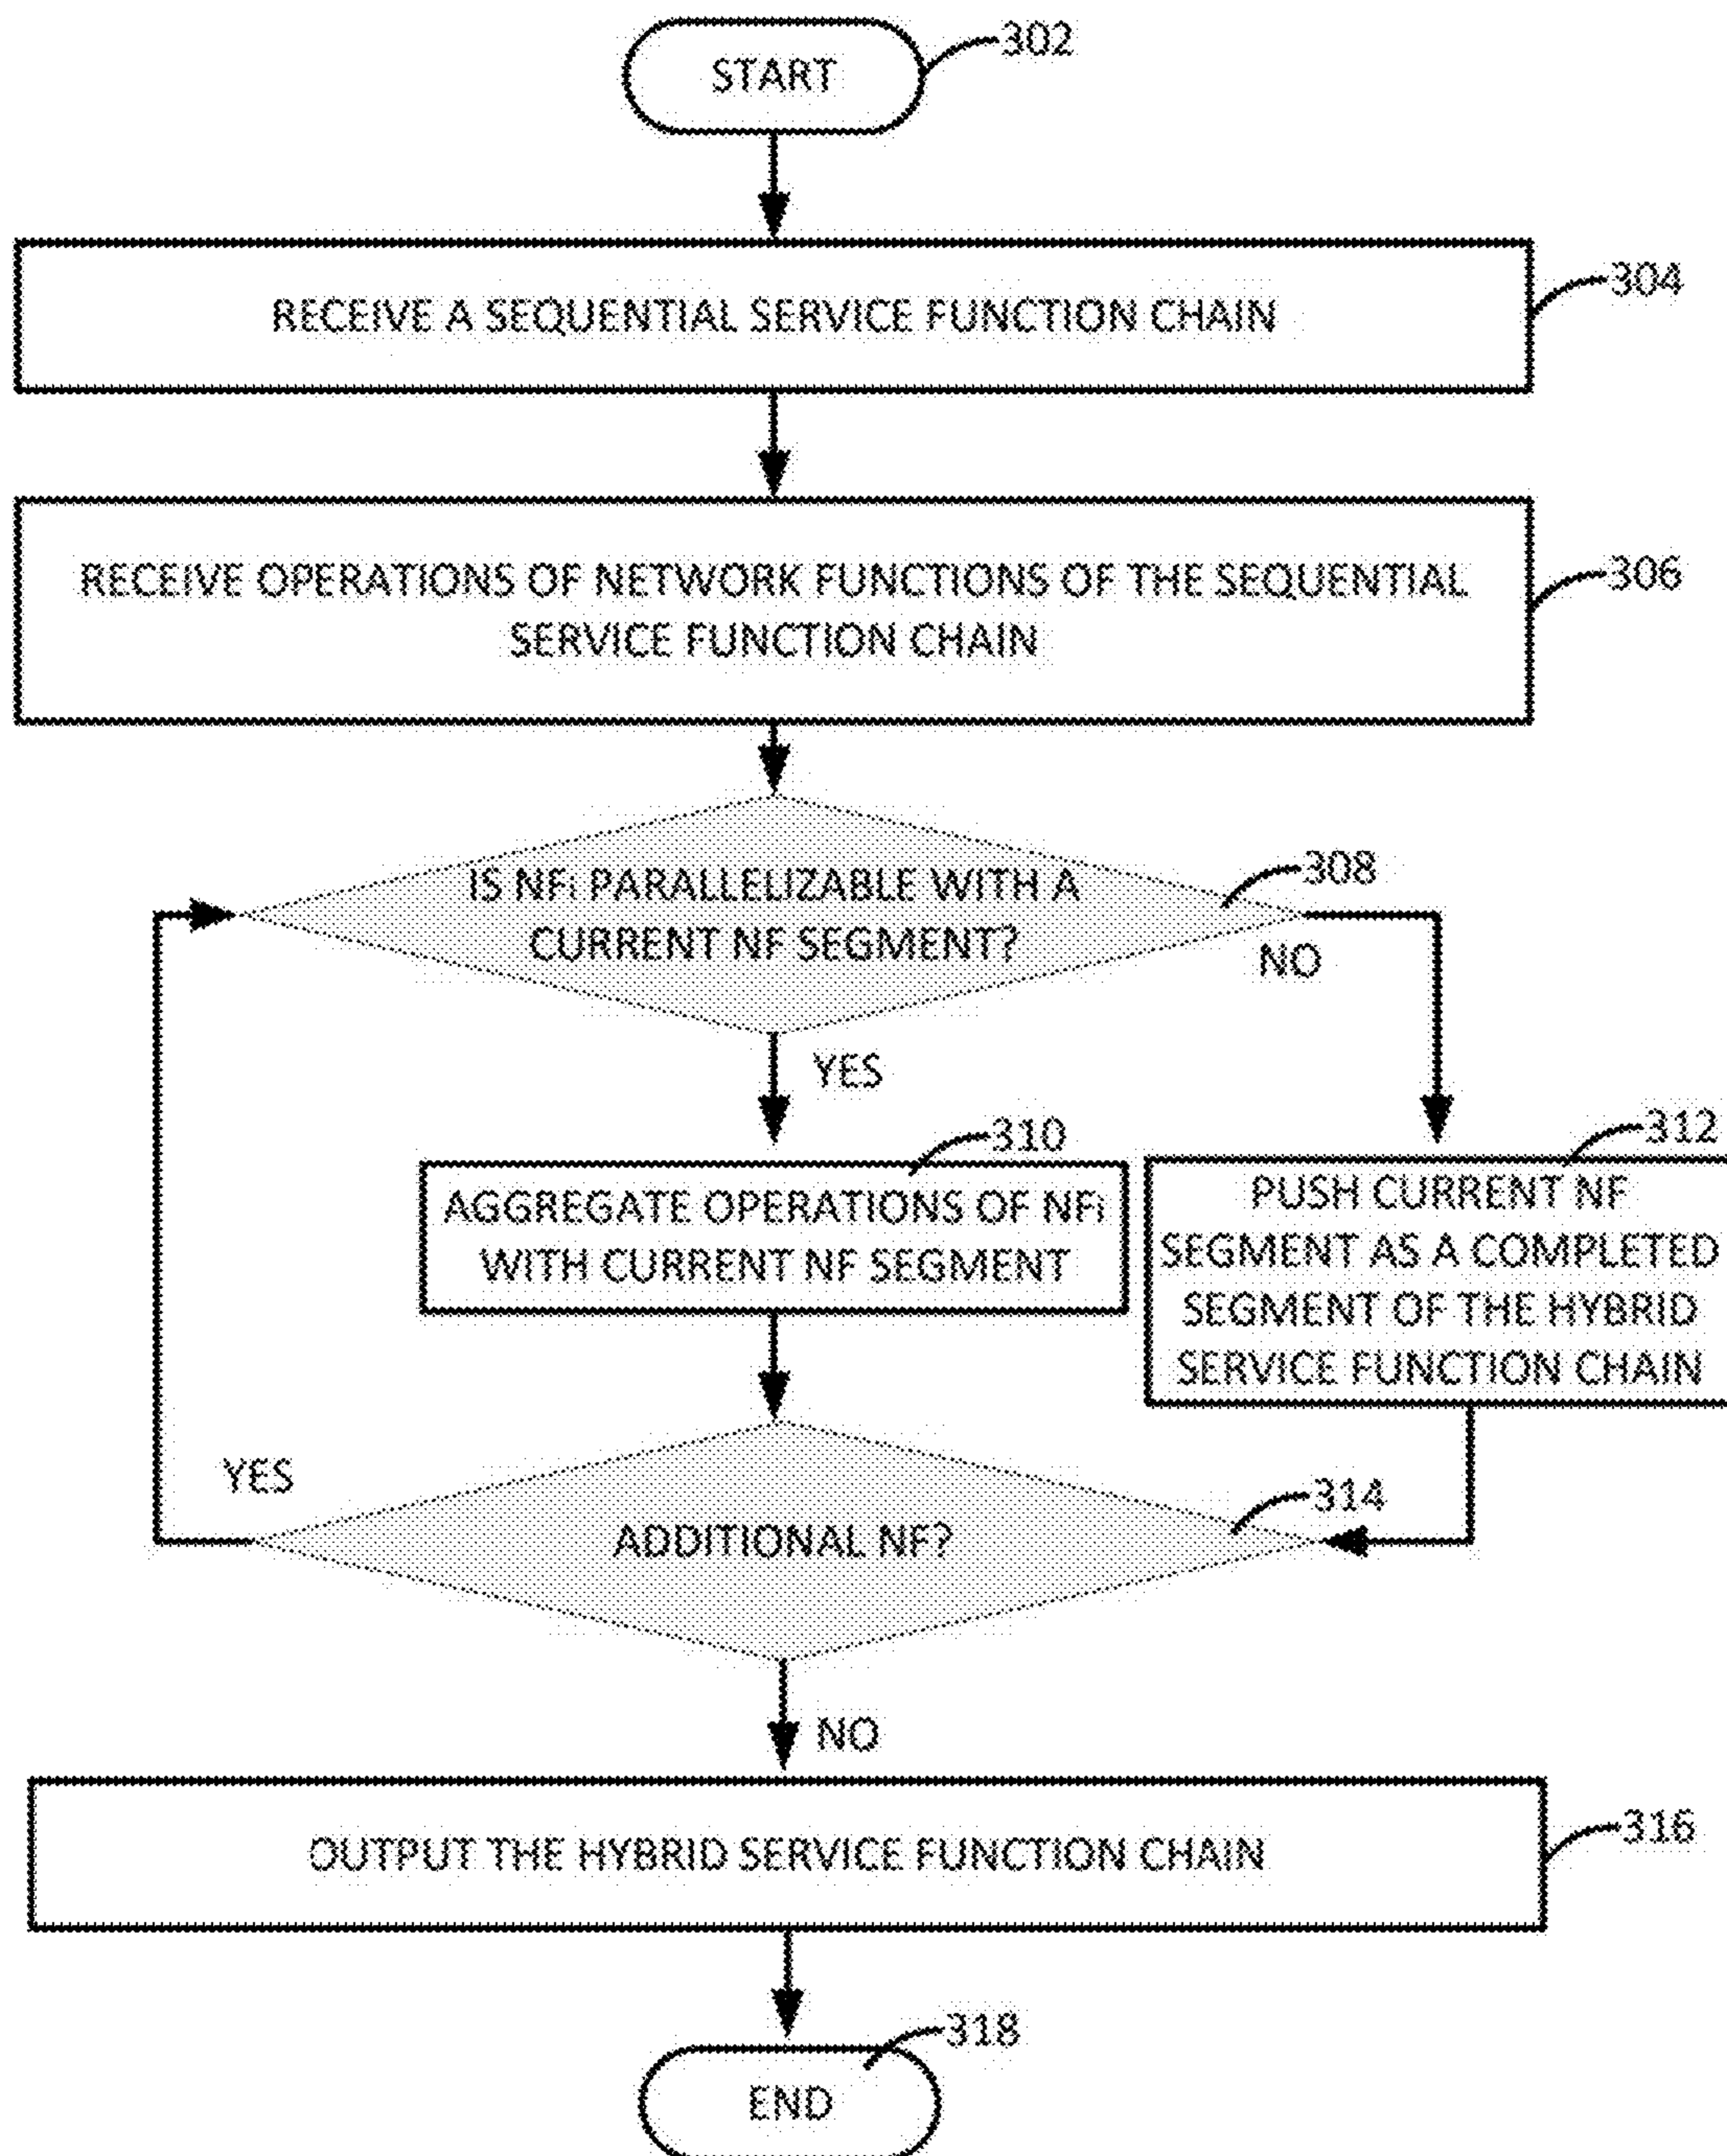 START
302
RECEIVE A SEQUENTIAL SERVICE FUNCTION CHAIN
304
RECEIVE OPERATIONS OF NETWORK FUNCTIONS OF THE SEQUENTIAL
SERVICE FUNCTION CHAIN
306
IS NFi PARALLELIZABLE WITH A
CURRENT NF SEGMENT?
308
NO
YES
310
AGGREGATE OPERATIONS OF NFi
WITH CURRENT NF SEGMENT
312
PUSH CURRENT NF
SEGMENT AS A COMPLETED
SEGMENT OF THE HYBRID
SERVICE FUNCTION CHAIN
YES
ADDITIONAL NF?
314
NO
OUTPUT THE HYBRID SERVICE FUNCTION CHAIN
316
318
END